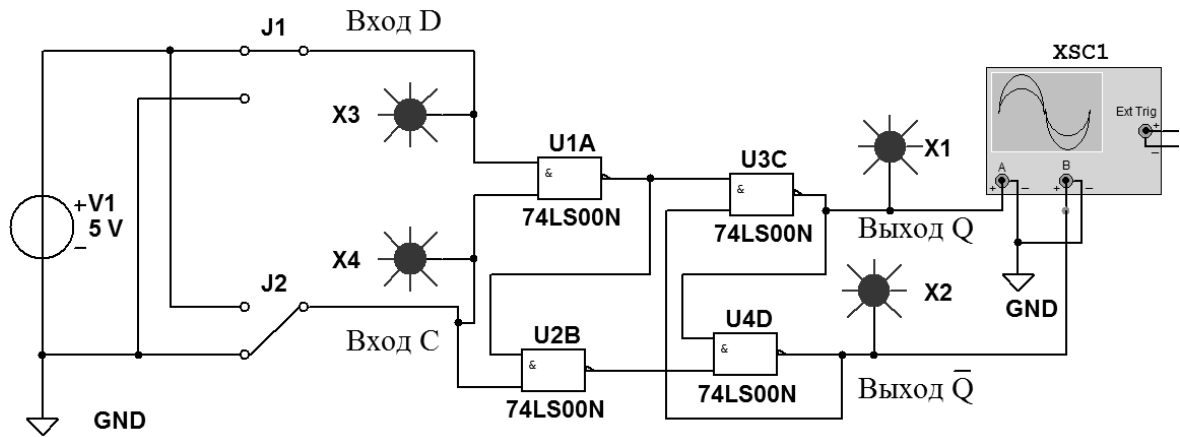 J1
Вход D
XSC1
X3
Ext Trig
+
−
U1A
&
74LS00N
U3C
&
74LS00N
X1
A
B
+ − + −
Выход Q
+ V1
5 V
−
X4
J2
Вход C
U2B
&
74LS00N
U4D
&
74LS00N
X2
GND
Выход Q̅
GND